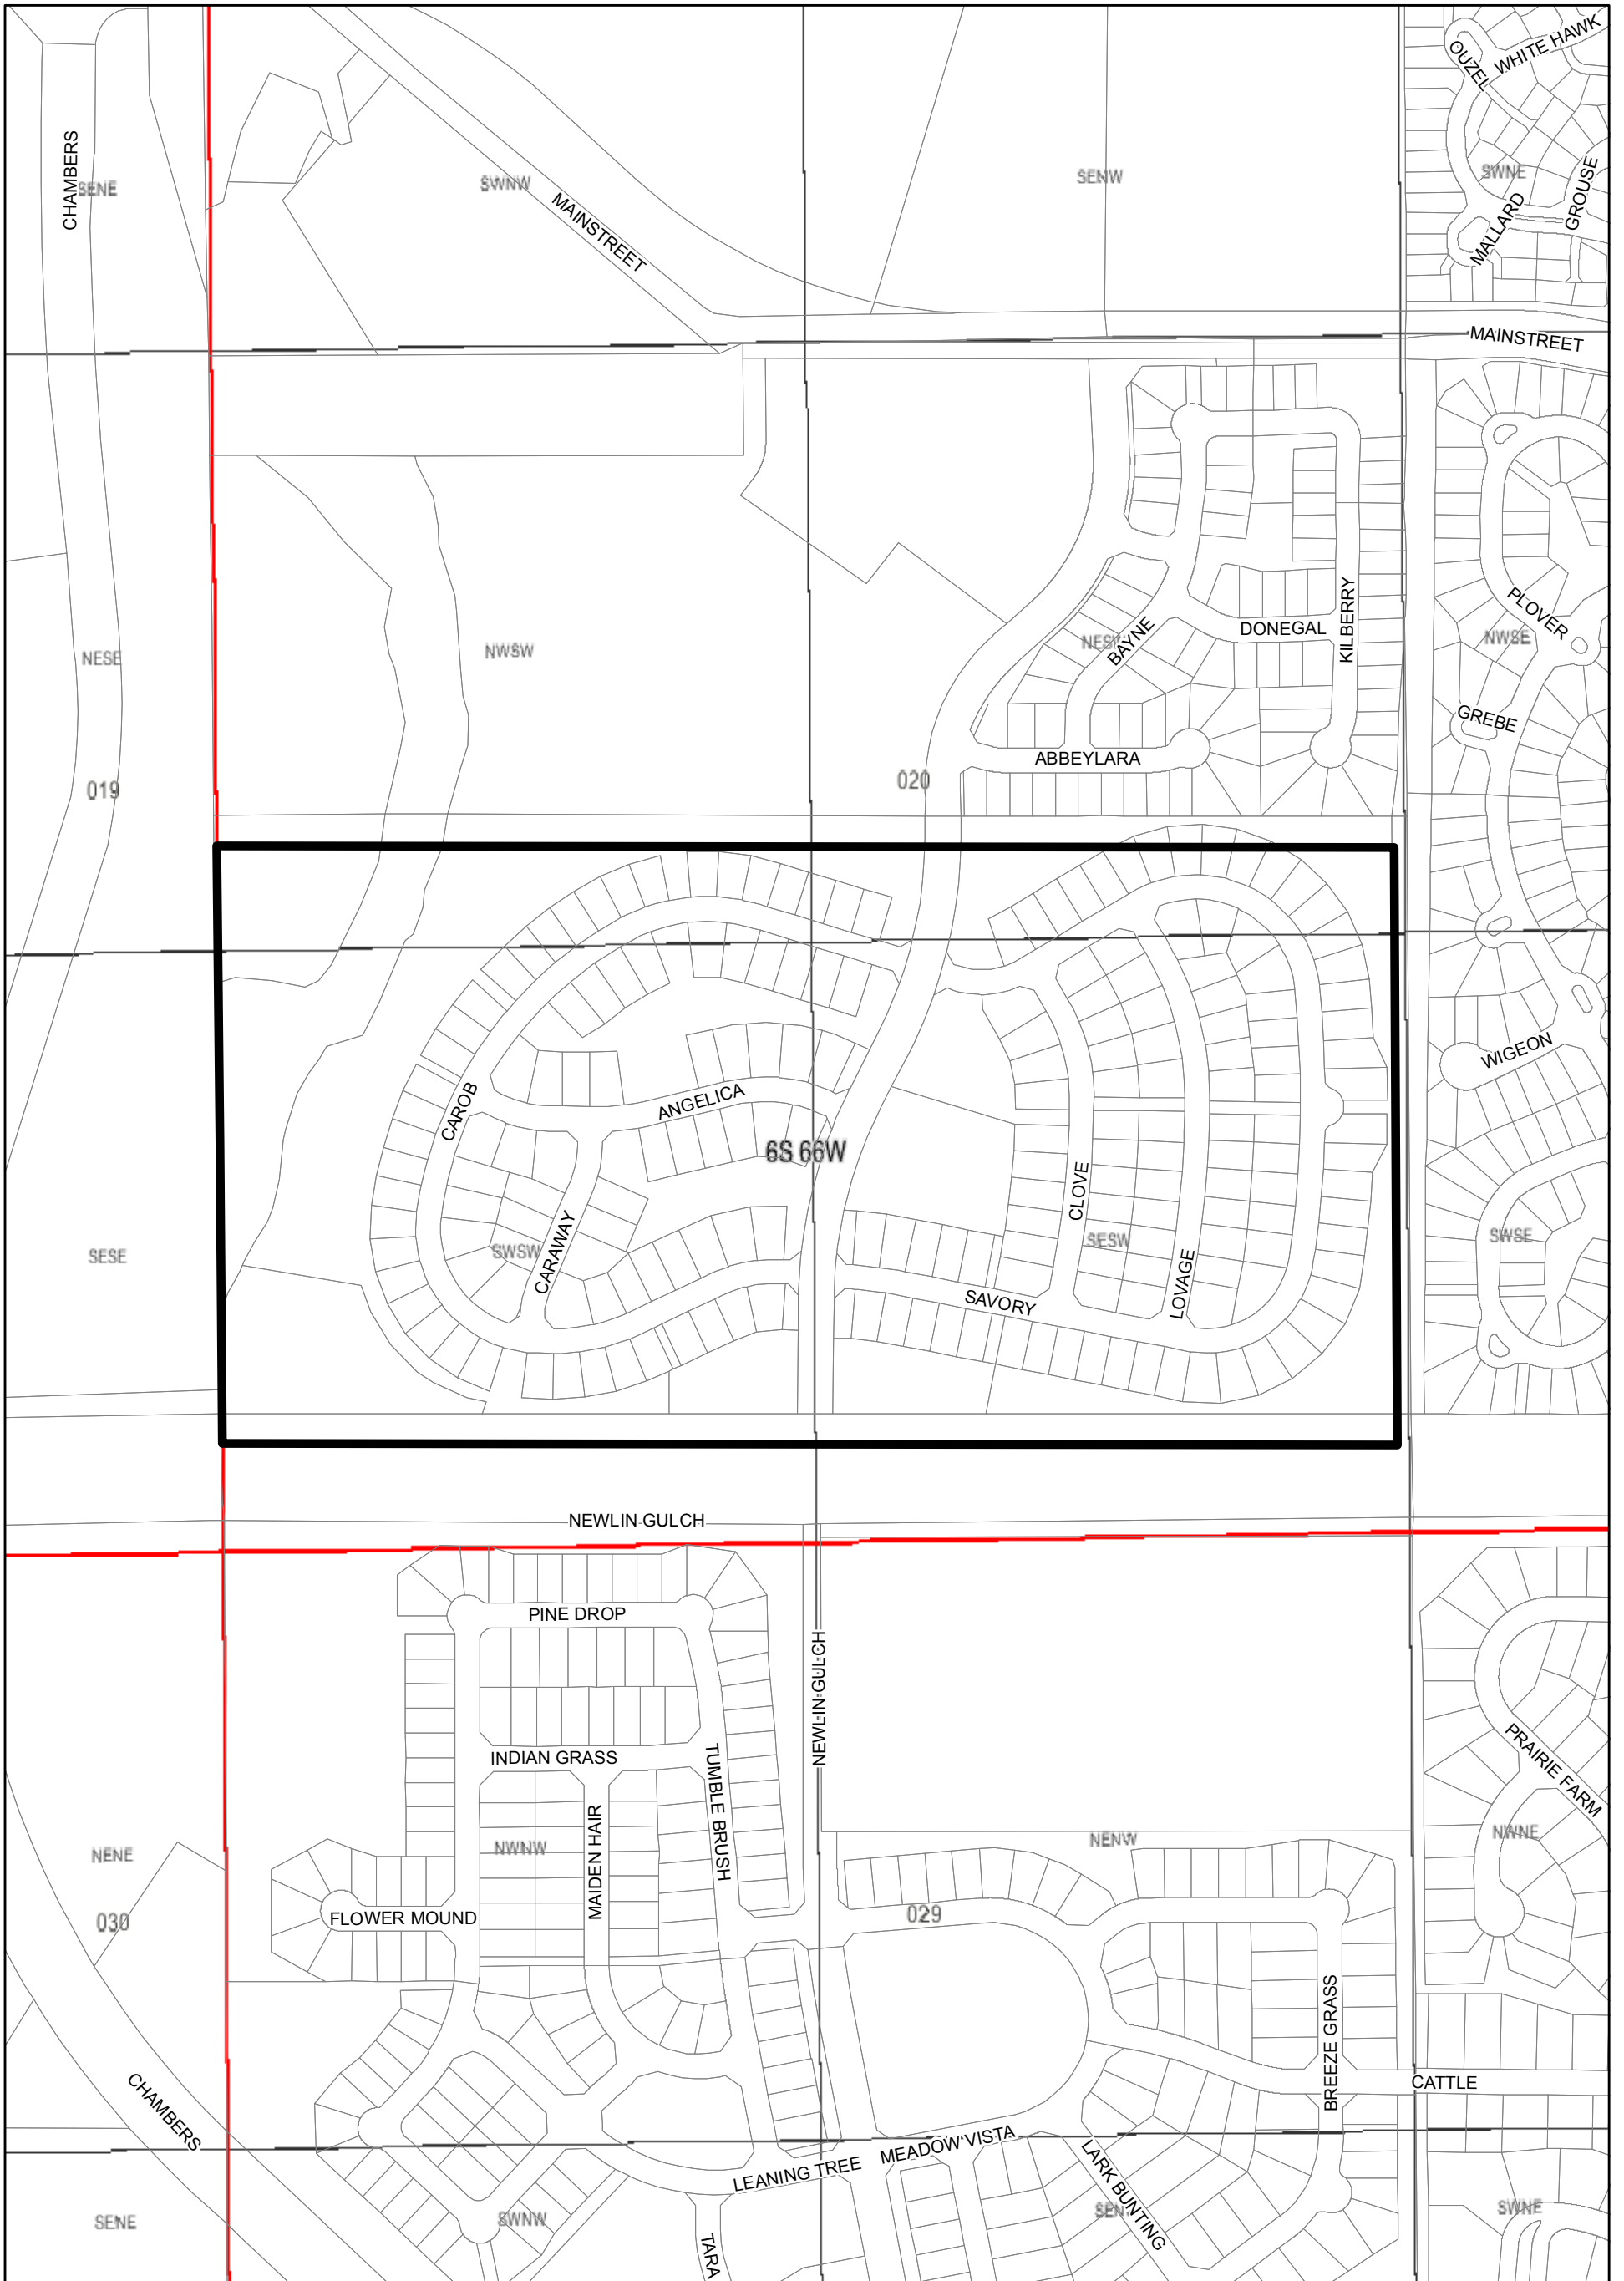 WHITE HAWK
OUZEL
CHAMBERS
SENE
SWNW
SENW
SWNE
GROUSE
MALLARD
MAINSTREET
MAINSTREET
PLOVER
NWSE
KILBERRY
DONEGAL
BAYNE
NWSW
NESE
GREBE
ABBEYLARA
020
019
WIGEON
ANGELICA
CAROB
6S 66W
CLOVE
SESW
SWSE
SWSW
CARAWAY
SESE
LOVAGE
SAVORY
NEWLIN GULCH
PINE DROP
NEWLIN GULCH
INDIAN GRASS
TUMBLE BRUSH
PRAIRIE FARM
NWNE
NENW
NENE
NWNW
MAIDEN HAIR
FLOWER MOUND
029
030
BREEZE GRASS
CATTLE
CHAMBERS
MEADOW VISTA
LEANING TREE
LARK BUNTING
SENE
SWNW
SWNE
TARA